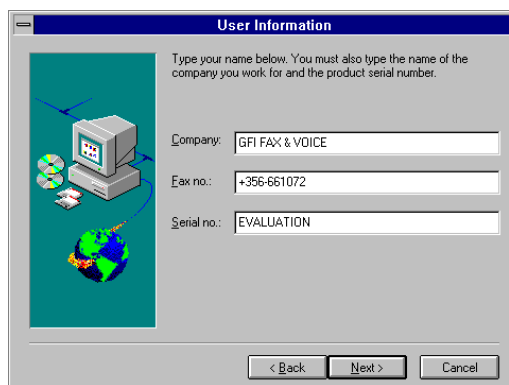 User Information
Type your name below. You must also type the name of the
company you work for and the product serial number.
Company: GFI FAX & VOICE
Fax no.: +356-661072
Serial no.: EVALUATION
< Back Next > Cancel